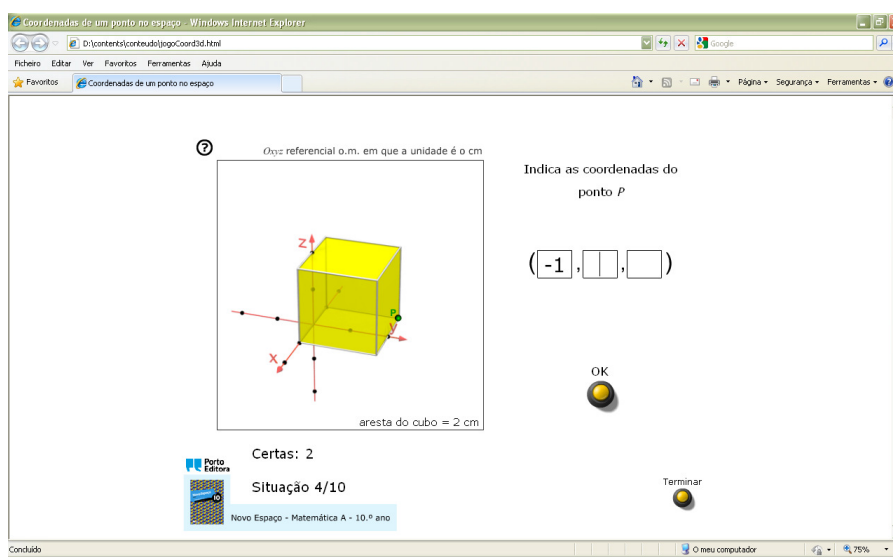 Coordenadas de um ponto no espaço - Windows Internet Explorer
D:\contents\conteudo\jogoCoord3d.html
Google
Ficheiro Editar Ver Favoritos Ferramentas Ajuda
Favoritos
Coordenadas de um ponto no espaço
Página
Segurança
Ferramentas
?
Oxyz referencial o.m. em que a unidade é o cm
Indica as coordenadas do
ponto P
z
(-1, , )
P
y
x
OK
aresta do cubo = 2 cm
Certas: 2
Porto
Editora
Situação 4/10
Terminar
10
Novo Espaço - Matemática A - 10.º ano
Concluído
O meu computador
75%